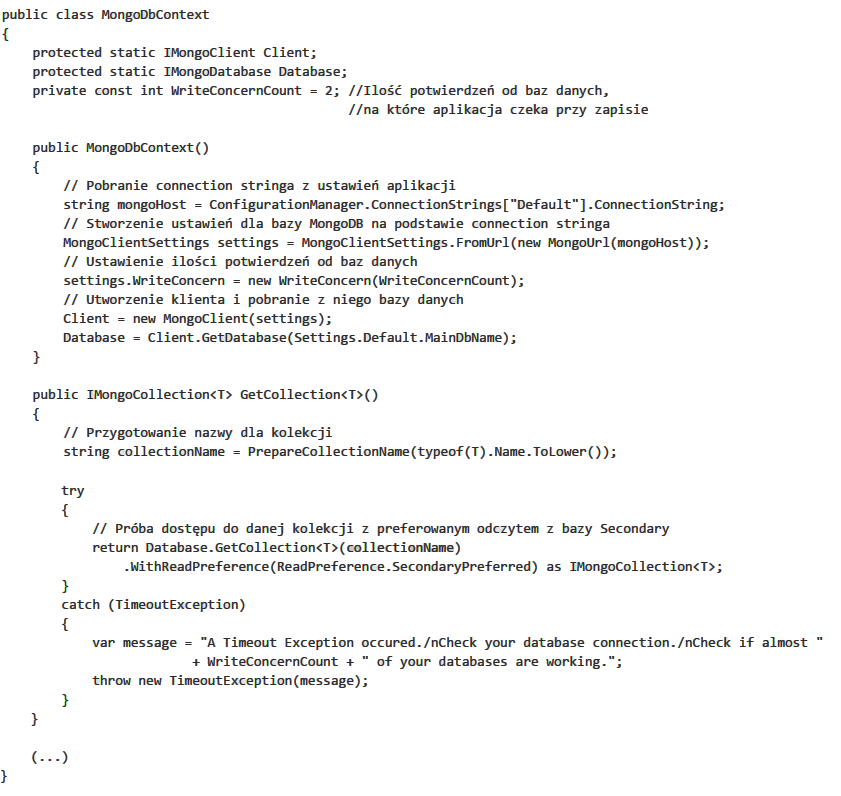 public class MongoDbContext
{
    protected static IMongoClient Client;
    protected static IMongoDatabase Database;
    private const int WriteConcernCount = 2; //Ilość potwierdzeń od baz danych,
                                             //na które aplikacja czeka przy zapisie

    public MongoDbContext()
    {
        // Pobranie connection stringa z ustawień aplikacji
        string mongoHost = ConfigurationManager.ConnectionStrings["Default"].ConnectionString;
        // Stworzenie ustawień dla bazy MongoDB na podstawie connection stringa
        MongoClientSettings settings = MongoClientSettings.FromUrl(new MongoUrl(mongoHost));
        // Ustawienie ilości potwierdzeń od baz danych
        settings.WriteConcern = new WriteConcern(WriteConcernCount);
        // Utworzenie klienta i pobranie z niego bazy danych
        Client = new MongoClient(settings);
        Database = Client.GetDatabase(Settings.Default.MainDbName);
    }

    public IMongoCollection<T> GetCollection<T>()
    {
        // Przygotowanie nazwy dla kolekcji
        string collectionName = PrepareCollectionName(typeof(T).Name.ToLower());

        try
        {
            // Próba dostępu do danej kolekcji z preferowanym odczytem z bazy Secondary
            return Database.GetCollection<T>(collectionName)
                .WithReadPreference(ReadPreference.SecondaryPreferred) as IMongoCollection<T>;
        }
        catch (TimeoutException)
        {
            var message = "A Timeout Exception occured./nCheck your database connection./nCheck if almost "
                         + WriteConcernCount + " of your databases are working.";
            throw new TimeoutException(message);
        }
    }

    (...)
}